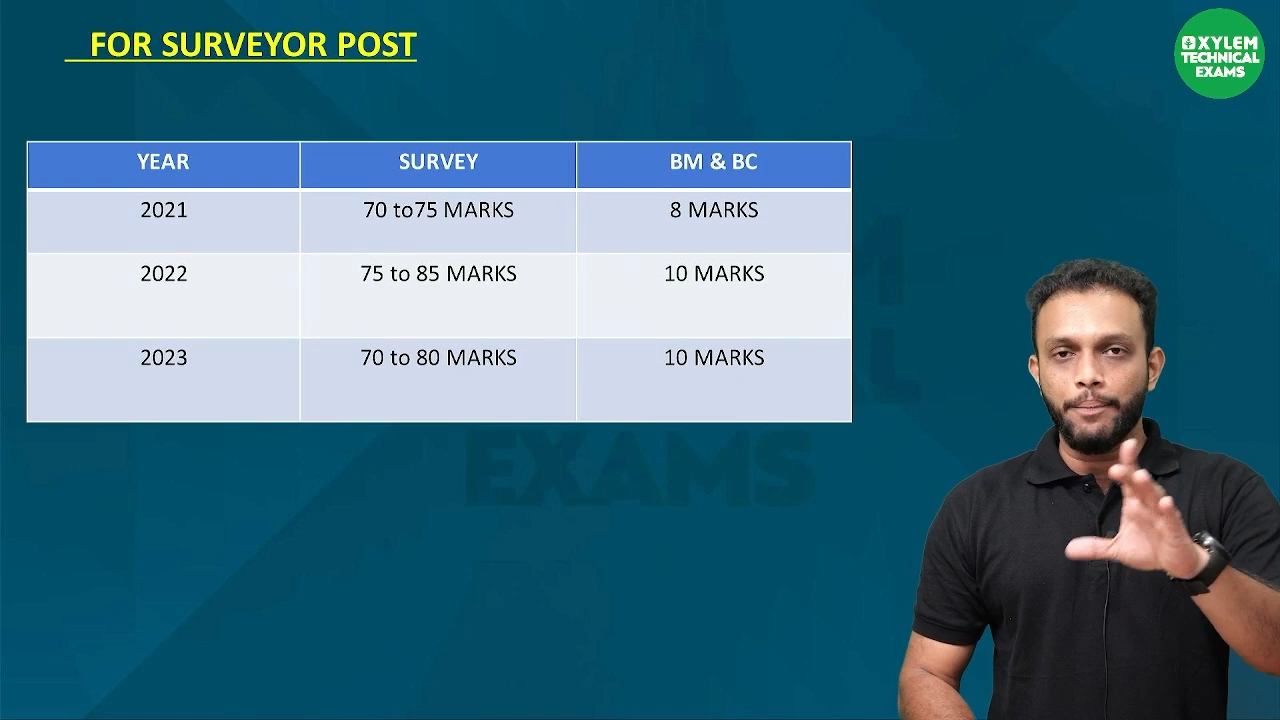 FOR SURVEYOR POST
XYLEM
TECHNICAL
EXAMS
YEAR SURVEY BM & BC
2021 70 to75 MARKS 8 MARKS
2022 75 to 85 MARKS 10 MARKS
2023 70 to 80 MARKS 10 MARKS
EXAMS